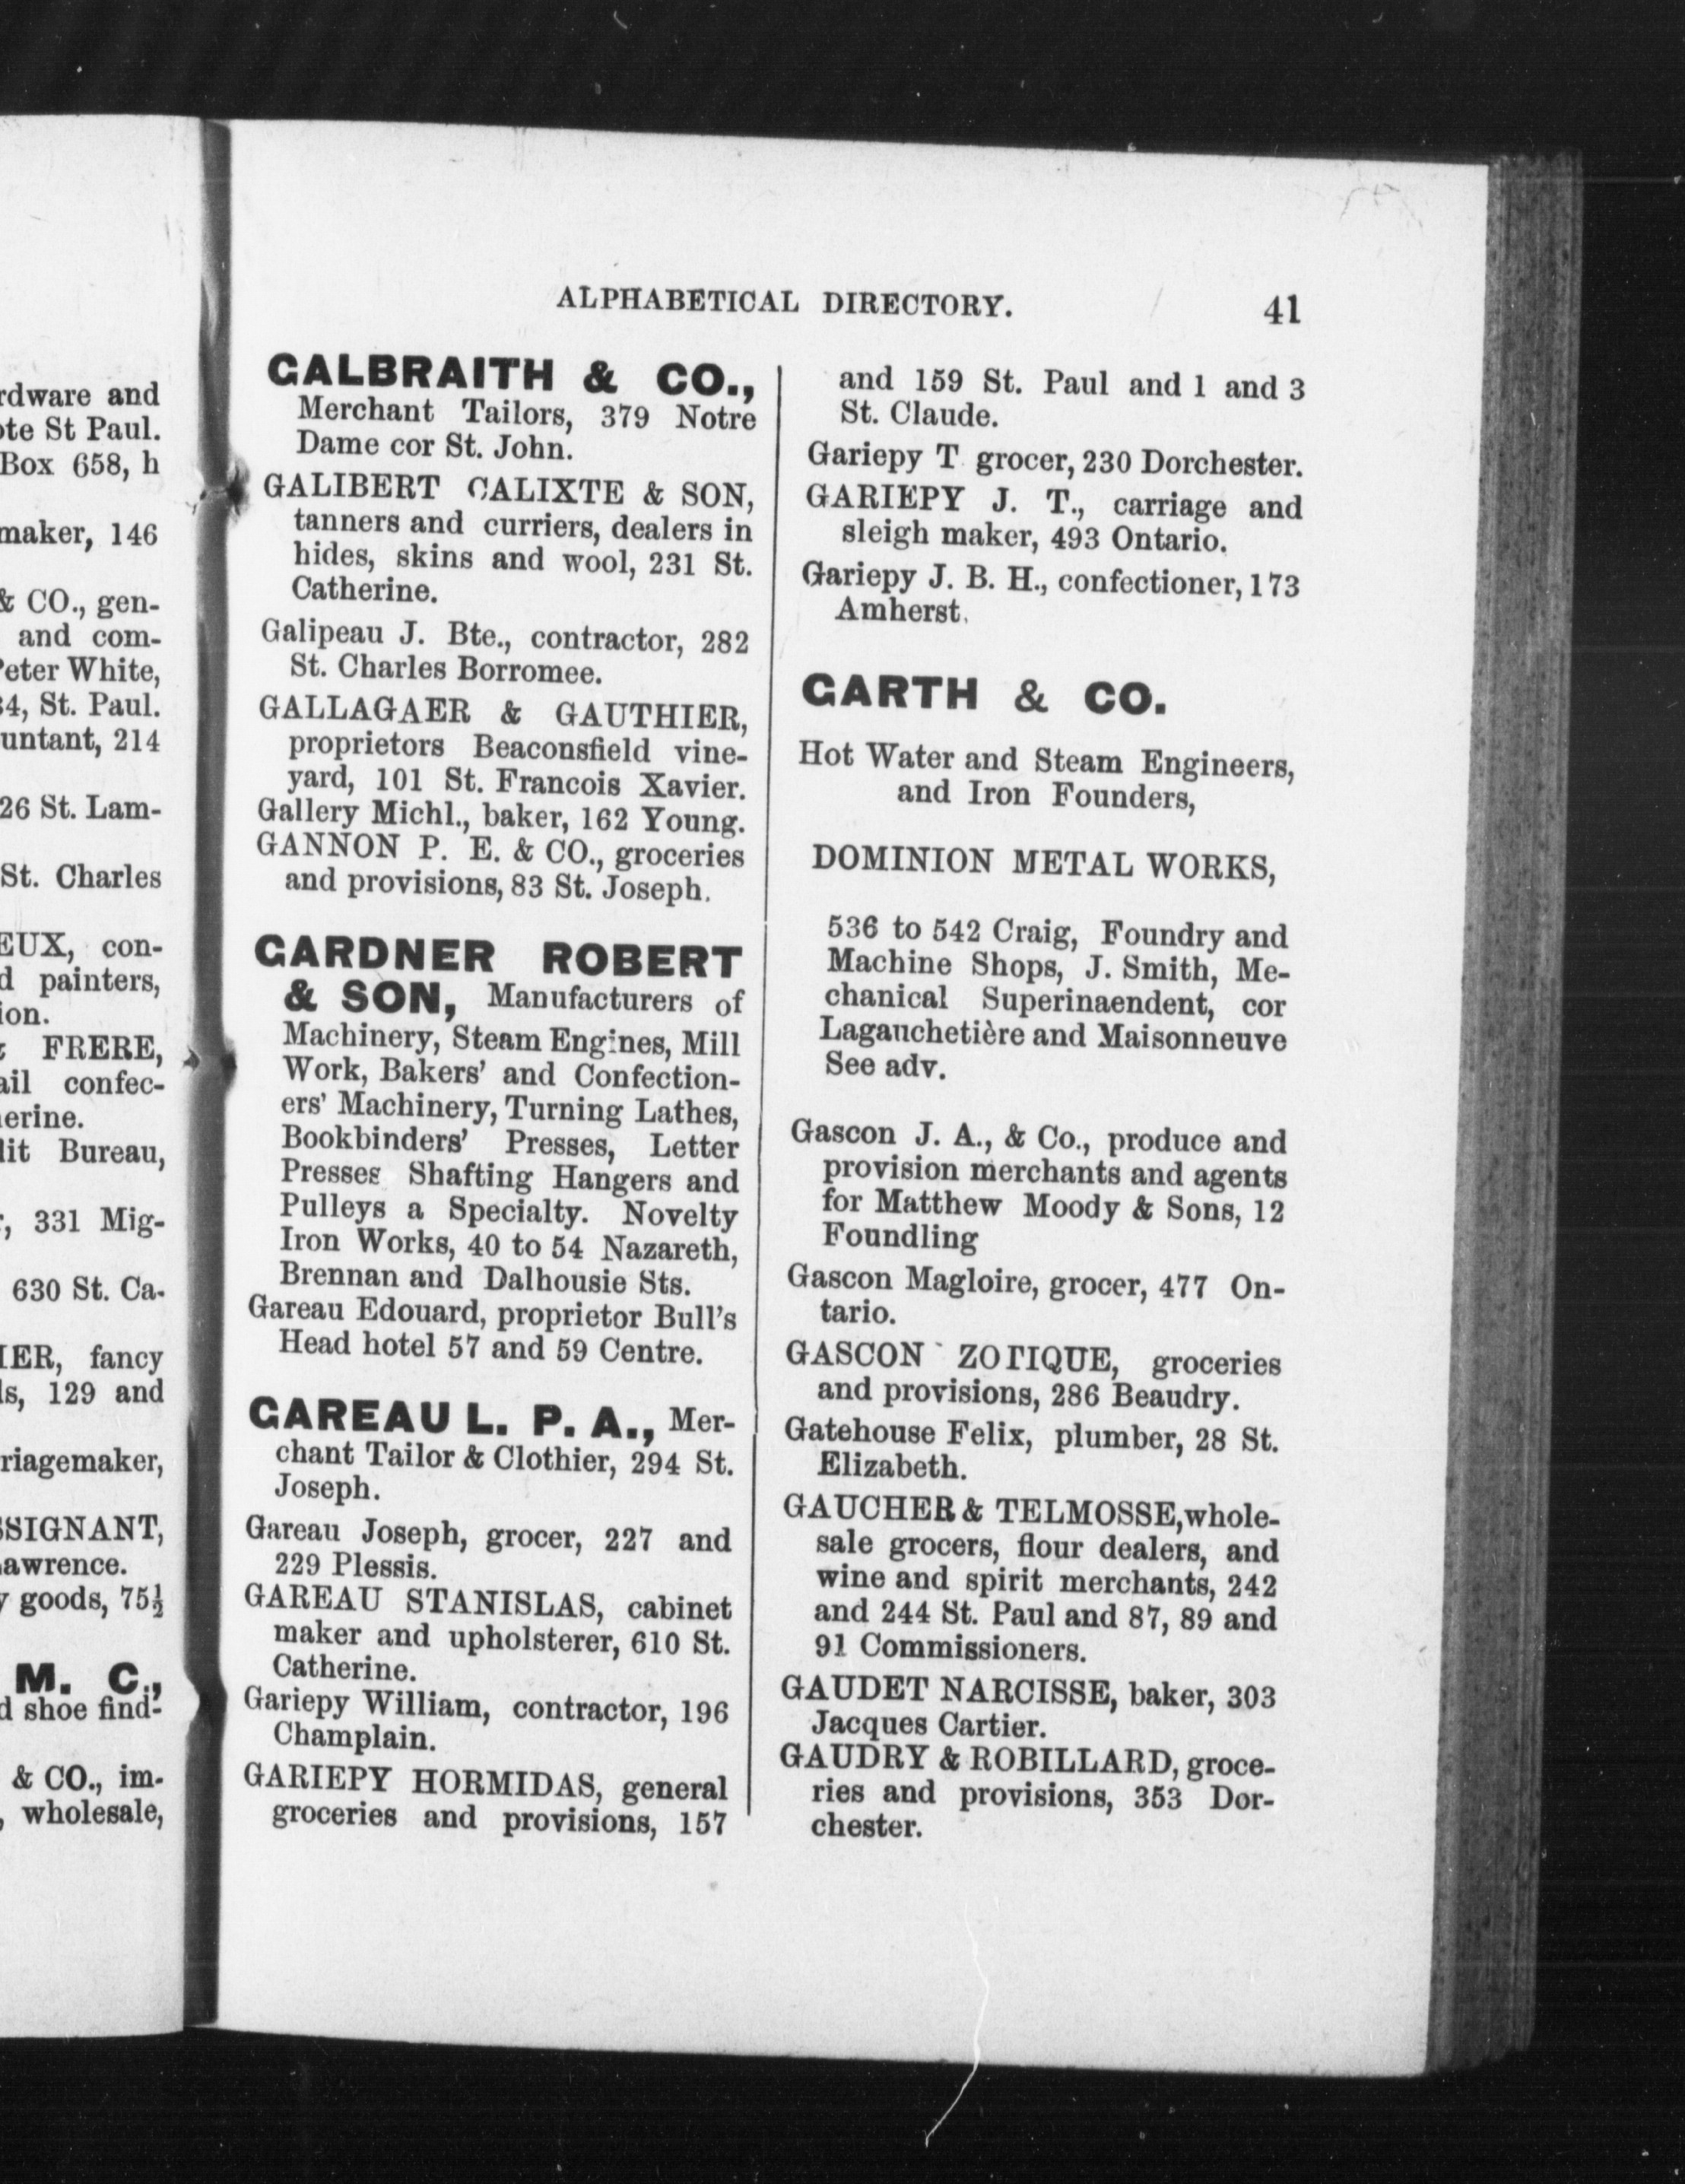 rdware and
ote St Paul.
Box 658, h
maker, 146
& CO., gen-
and com-
Peter White,
34, St. Paul.
untant, 214
26 St. Lam-
St. Charles
EUX, con-
d painters,
ion.
& FRERE,
ail confec-
erine.
dit Bureau,
r, 331 Mig-
630 St. Ca-
IER, fancy
ls, 129 and
riagemaker,
SSIGNANT,
awrence.
y goods, 75½
M. C.,
d shoe find-
& CO., im-
, wholesale,
ALPHABETICAL DIRECTORY. 41
GALBRAITH & CO.,
Merchant Tailors, 379 Notre
Dame cor St. John.
GALIBERT CALIXTE & SON,
tanners and curriers, dealers in
hides, skins and wool, 231 St.
Catherine.
Galipeau J. Bte., contractor, 282
St. Charles Borromee.
GALLAGAER & GAUTHIER,
proprietors Beaconsfield vine-
yard, 101 St. Francois Xavier.
Gallery Michl., baker, 162 Young.
GANNON P. E. & CO., groceries
and provisions, 83 St. Joseph.
GARDNER ROBERT
& SON, Manufacturers of
Machinery, Steam Engines, Mill
Work, Bakers' and Confection-
ers' Machinery, Turning Lathes,
Bookbinders' Presses, Letter
Presses Shafting Hangers and
Pulleys a Specialty. Novelty
Iron Works, 40 to 54 Nazareth,
Brennan and Dalhousie Sts.
Gareau Edouard, proprietor Bull's
Head hotel 57 and 59 Centre.
GAREAU L. P. A., Mer-
chant Tailor & Clothier, 294 St.
Joseph.
Gareau Joseph, grocer, 227 and
229 Plessis.
GAREAU STANISLAS, cabinet
maker and upholsterer, 610 St.
Catherine.
Gariepy William, contractor, 196
Champlain.
GARIEPY HORMIDAS, general
groceries and provisions, 157
and 159 St. Paul and 1 and 3
St. Claude.
Gariepy T grocer, 230 Dorchester.
GARIEPY J. T., carriage and
sleigh maker, 493 Ontario.
Gariepy J. B. H., confectioner, 173
Amherst.
GARTH & CO.
Hot Water and Steam Engineers,
and Iron Founders,
DOMINION METAL WORKS,
536 to 542 Craig, Foundry and
Machine Shops, J. Smith, Me-
chanical Superinaendent, cor
Lagauchetière and Maisonneuve
See adv.
Gascon J. A., & Co., produce and
provision merchants and agents
for Matthew Moody & Sons, 12
Foundling
Gascon Magloire, grocer, 477 On-
tario.
GASCON ZOTIQUE, groceries
and provisions, 286 Beaudry.
Gatehouse Felix, plumber, 28 St.
Elizabeth.
GAUCHER & TELMOSSE, whole-
sale grocers, flour dealers, and
wine and spirit merchants, 242
and 244 St. Paul and 87, 89 and
91 Commissioners.
GAUDET NARCISSE, baker, 303
Jacques Cartier.
GAUDRY & ROBILLARD, groce-
ries and provisions, 353 Dor-
chester.